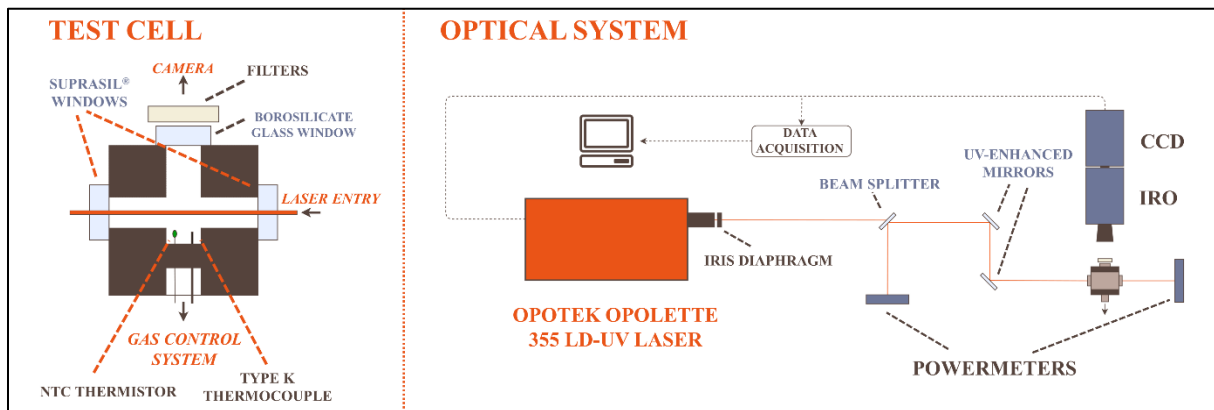 TEST CELL
CAMERA
FILTERS
SUPRASIL®
WINDOWS
BOROSILICATE
GLASS WINDOW
LASER ENTRY
GAS CONTROL
SYSTEM
NTC THERMISTOR
TYPE K
THERMOCOUPLE
OPTICAL SYSTEM
DATA
ACQUISITION
UV-ENHANCED
MIRRORS
CCD
BEAM SPLITTER
IRO
IRIS DIAPHRAGM
OPOTEK OPOLETTE
355 LD-UV LASER
POWERMETERS